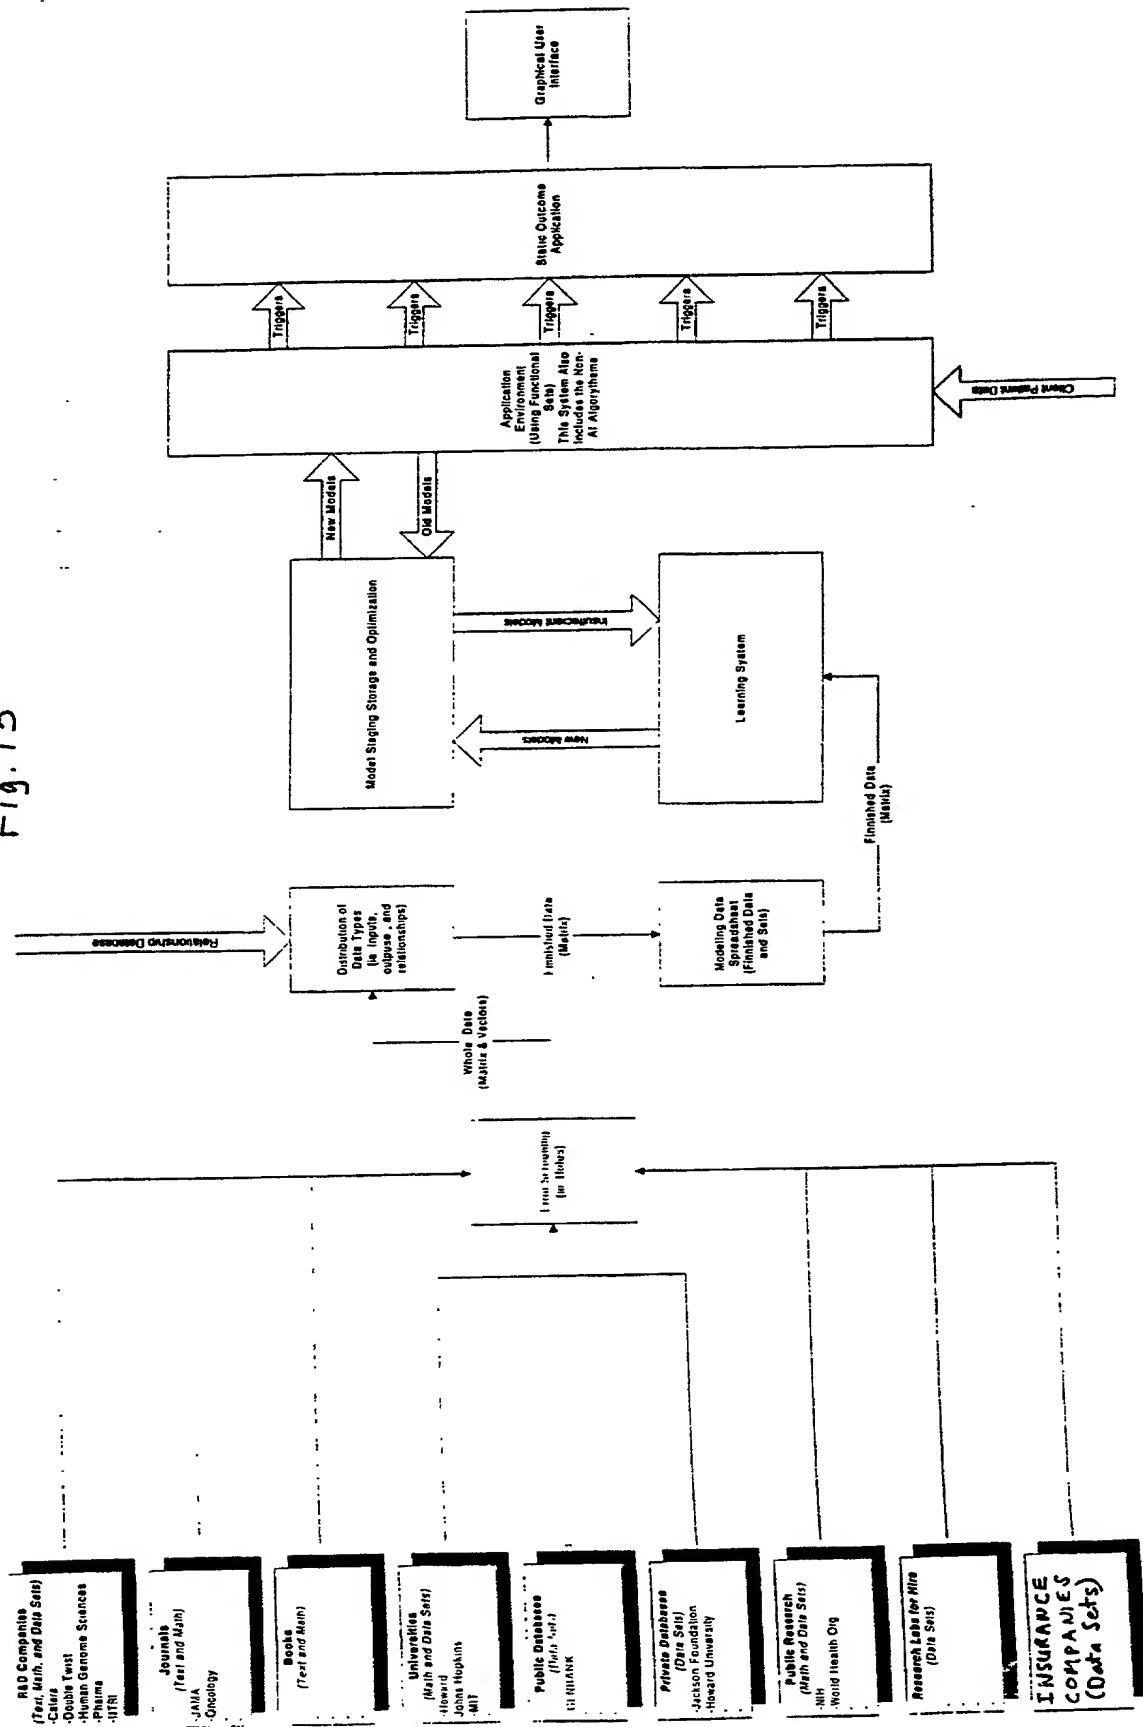 Fig. 15
R&D Companies
(Text, Math, and Data Sets)
-Celera
-Double Twist
-Human Genome Sciences
-Pharma
Journals
(Text and Math)
-JAMA
-Oncology
Books
(Text and Math)
Universities
(Math and Data Sets)
-Howard
Johns Hopkins
-MIT
Public Databases
Private Databases
(Data Sets)
-Jackson Foundation
-Howard University
Public Research
(Math and Data Sets)
-NIH
-World Health Org
Research Labs for Hire
(Data Sets)
INSURANCE
COMPANIES
(Data Sets)
Whole Data
(Matrix & Vectors)
Relationship Database
Distribution of
Data Types
(ie inputs,
outpuse , and
relationships)
Finnished Data
(Matrix)
Modeling Data
Spreadsheet
(Finnished Data
and Sets)
Finnished Data
(Matrix)
Model Staging Storage and Optimization
New Models
Insuffecient Models
Learning System
New Models
Old Models
Application
Environment
(Using Functional
Sets)
This System Also
Includes the Non-
AI Algorythems
Client Patient Data
Triggers
Triggers
Triggers
Triggers
Triggers
Static Outcome
Application
Graphical User
Interface